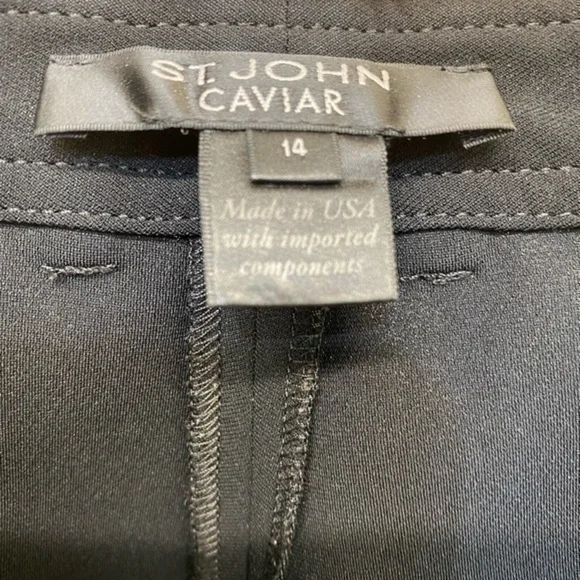 ST. JOHN
CAVIAR
14
Made in USA
with imported
components